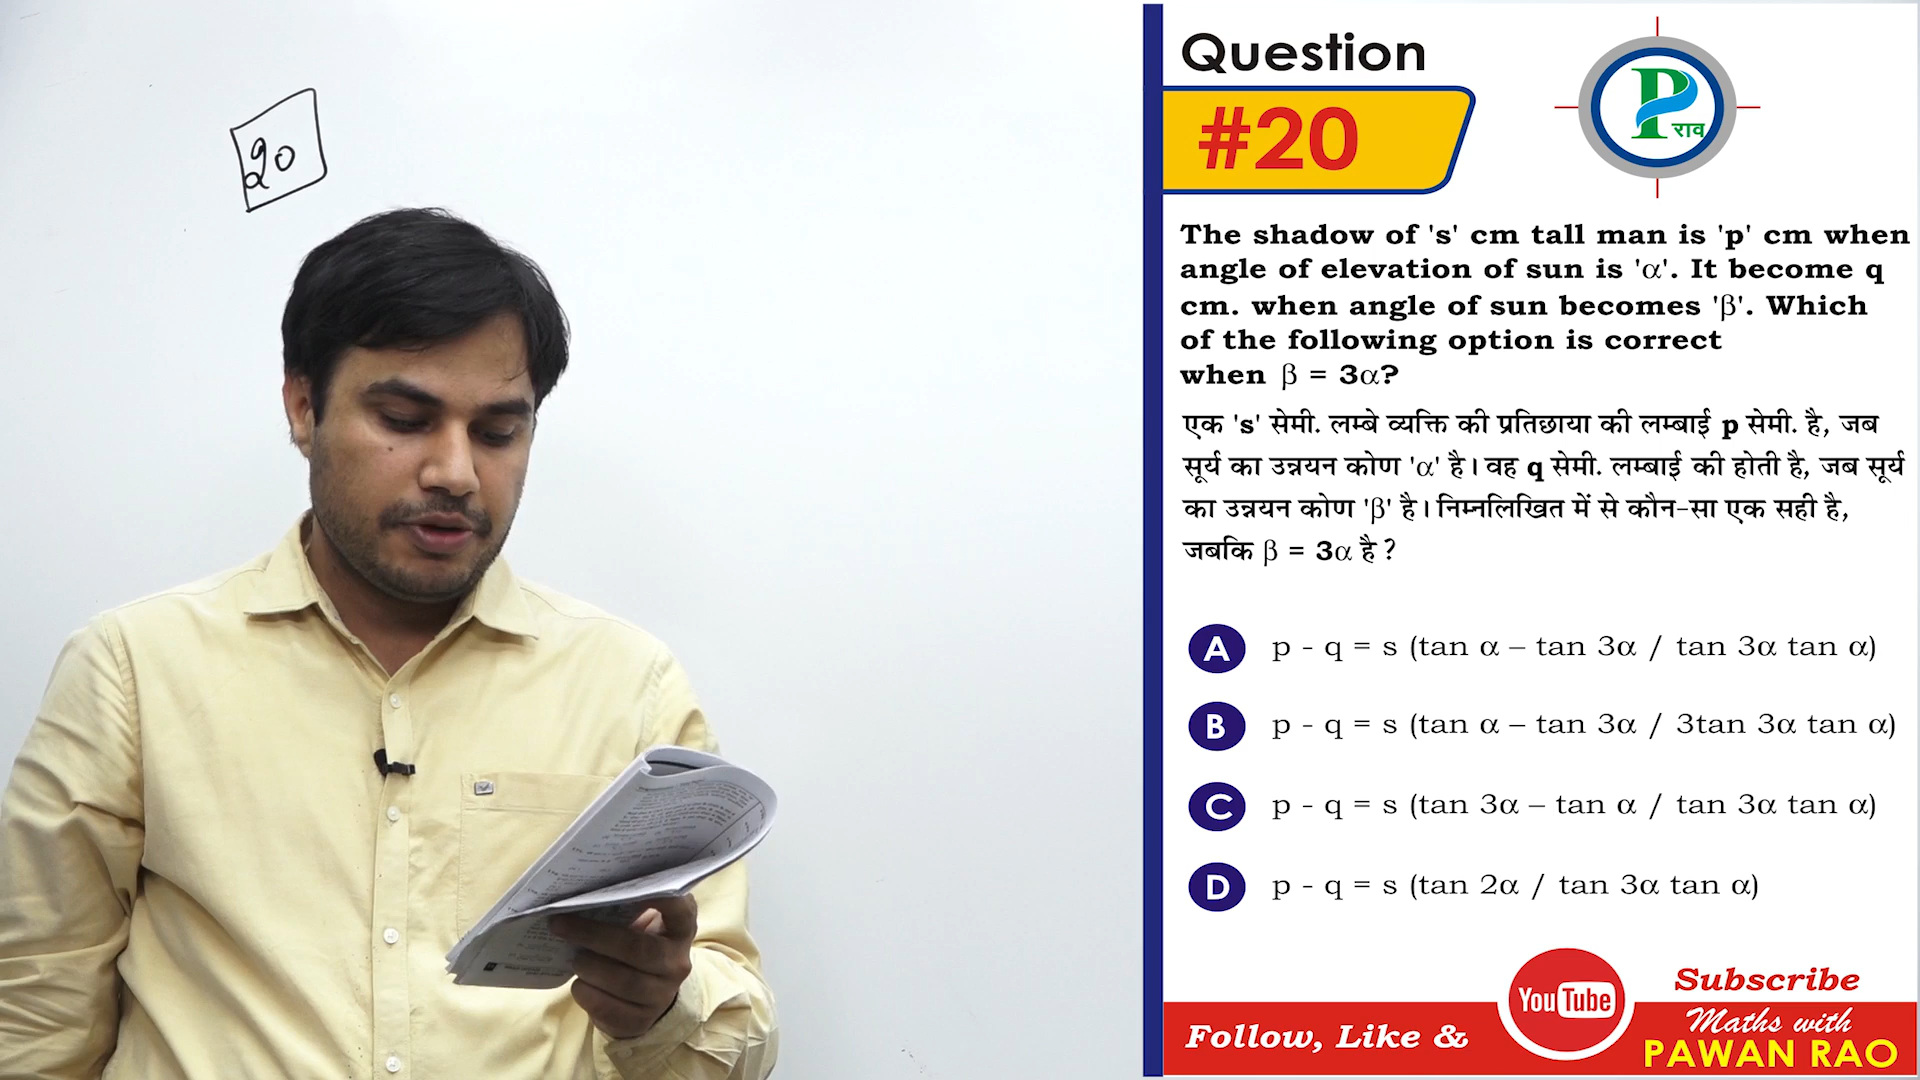 20
Question
#20
P राव
The shadow of 's' cm tall man is 'p' cm when
angle of elevation of sun is 'α'. It become q
cm. when angle of sun becomes 'β'. Which
of the following option is correct
when β = 3α?
एक 's' सेमी. लम्बे व्यक्ति की प्रतिछाया की लम्बाई p सेमी. है, जब
सूर्य का उन्नयन कोण 'α' है। वह q सेमी. लम्बाई की होती है, जब सूर्य
का उन्नयन कोण 'β' है। निम्नलिखित में से कौन-सा एक सही है,
जबकि β = 3α है ?
A p - q = s (tan α – tan 3α / tan 3α tan α)
B p - q = s (tan α – tan 3α / 3tan 3α tan α)
C p - q = s (tan 3α – tan α / tan 3α tan α)
D p - q = s (tan 2α / tan 3α tan α)
Follow, Like &
YouTube
Subscribe
Maths with
PAWAN RAO